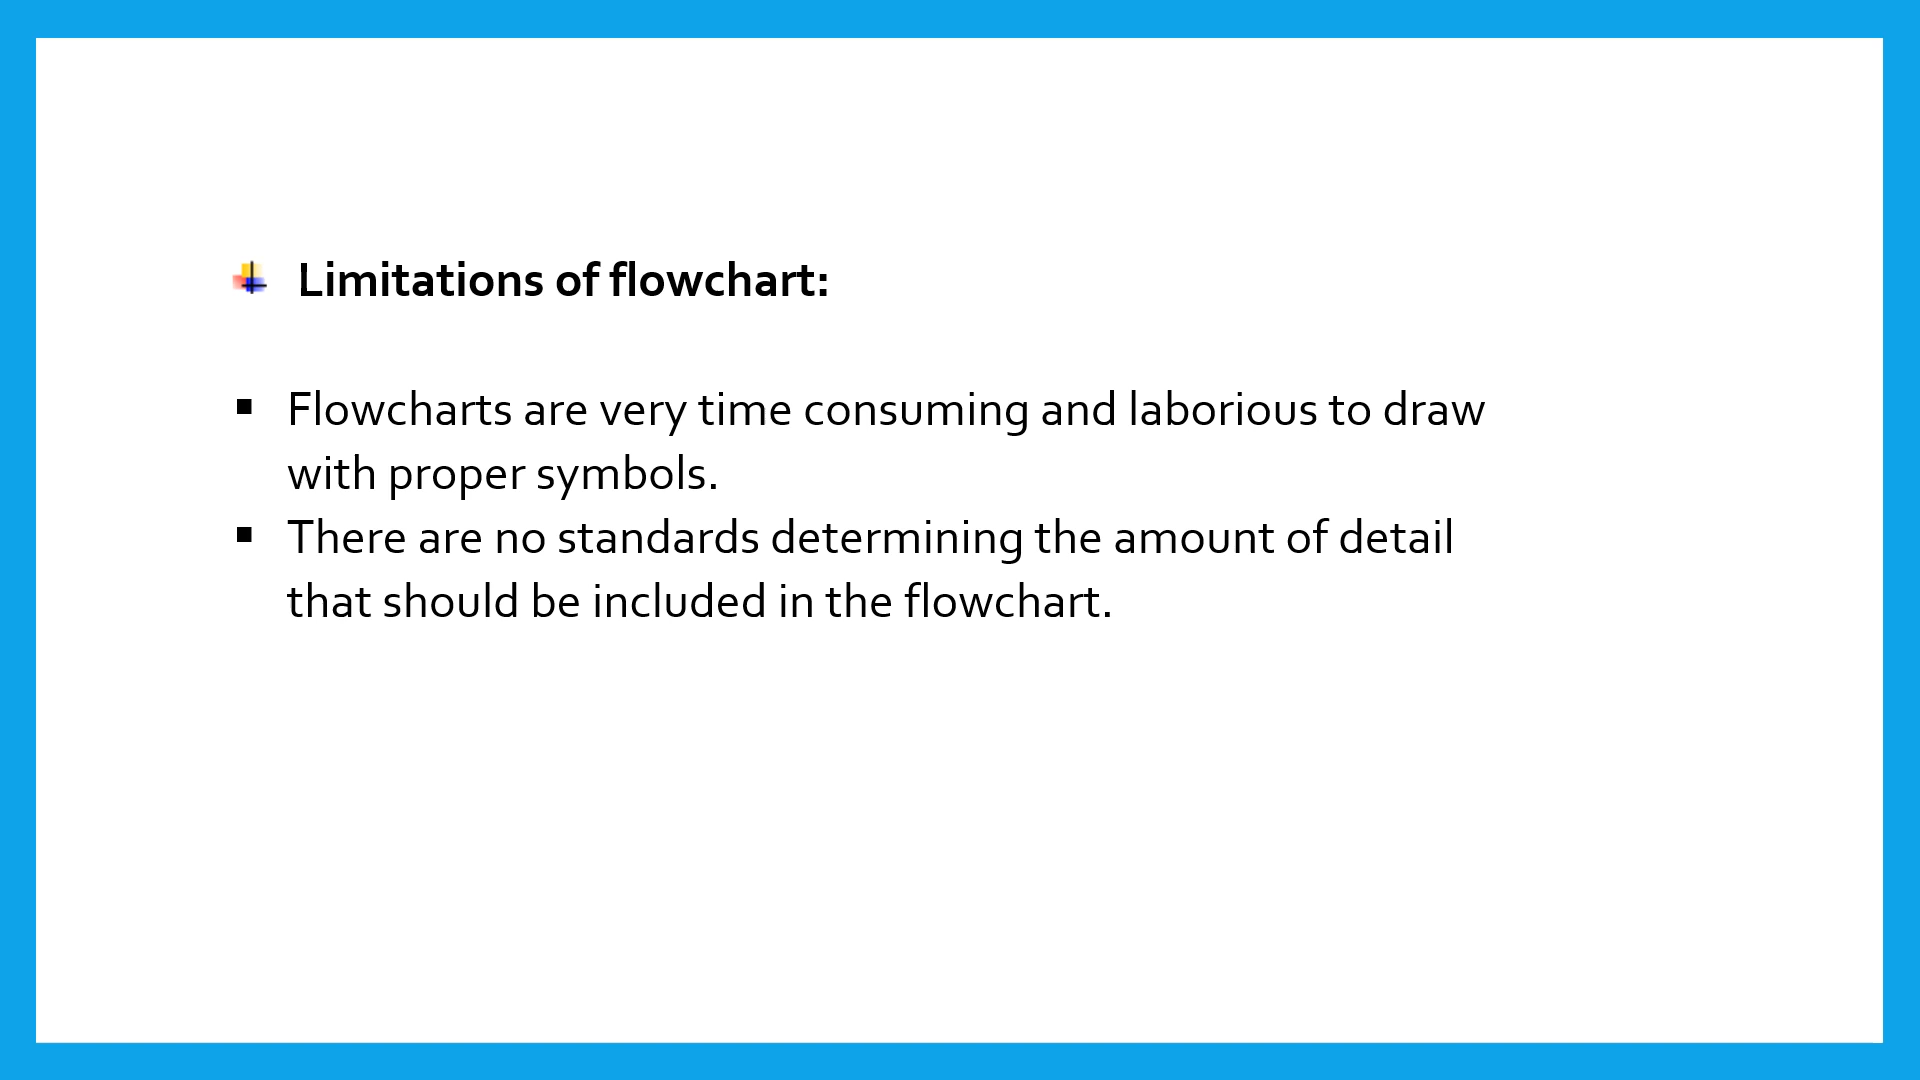 Limitations of flowchart:
▪ Flowcharts are very time consuming and laborious to draw
with proper symbols.
▪ There are no standards determining the amount of detail
that should be included in the flowchart.